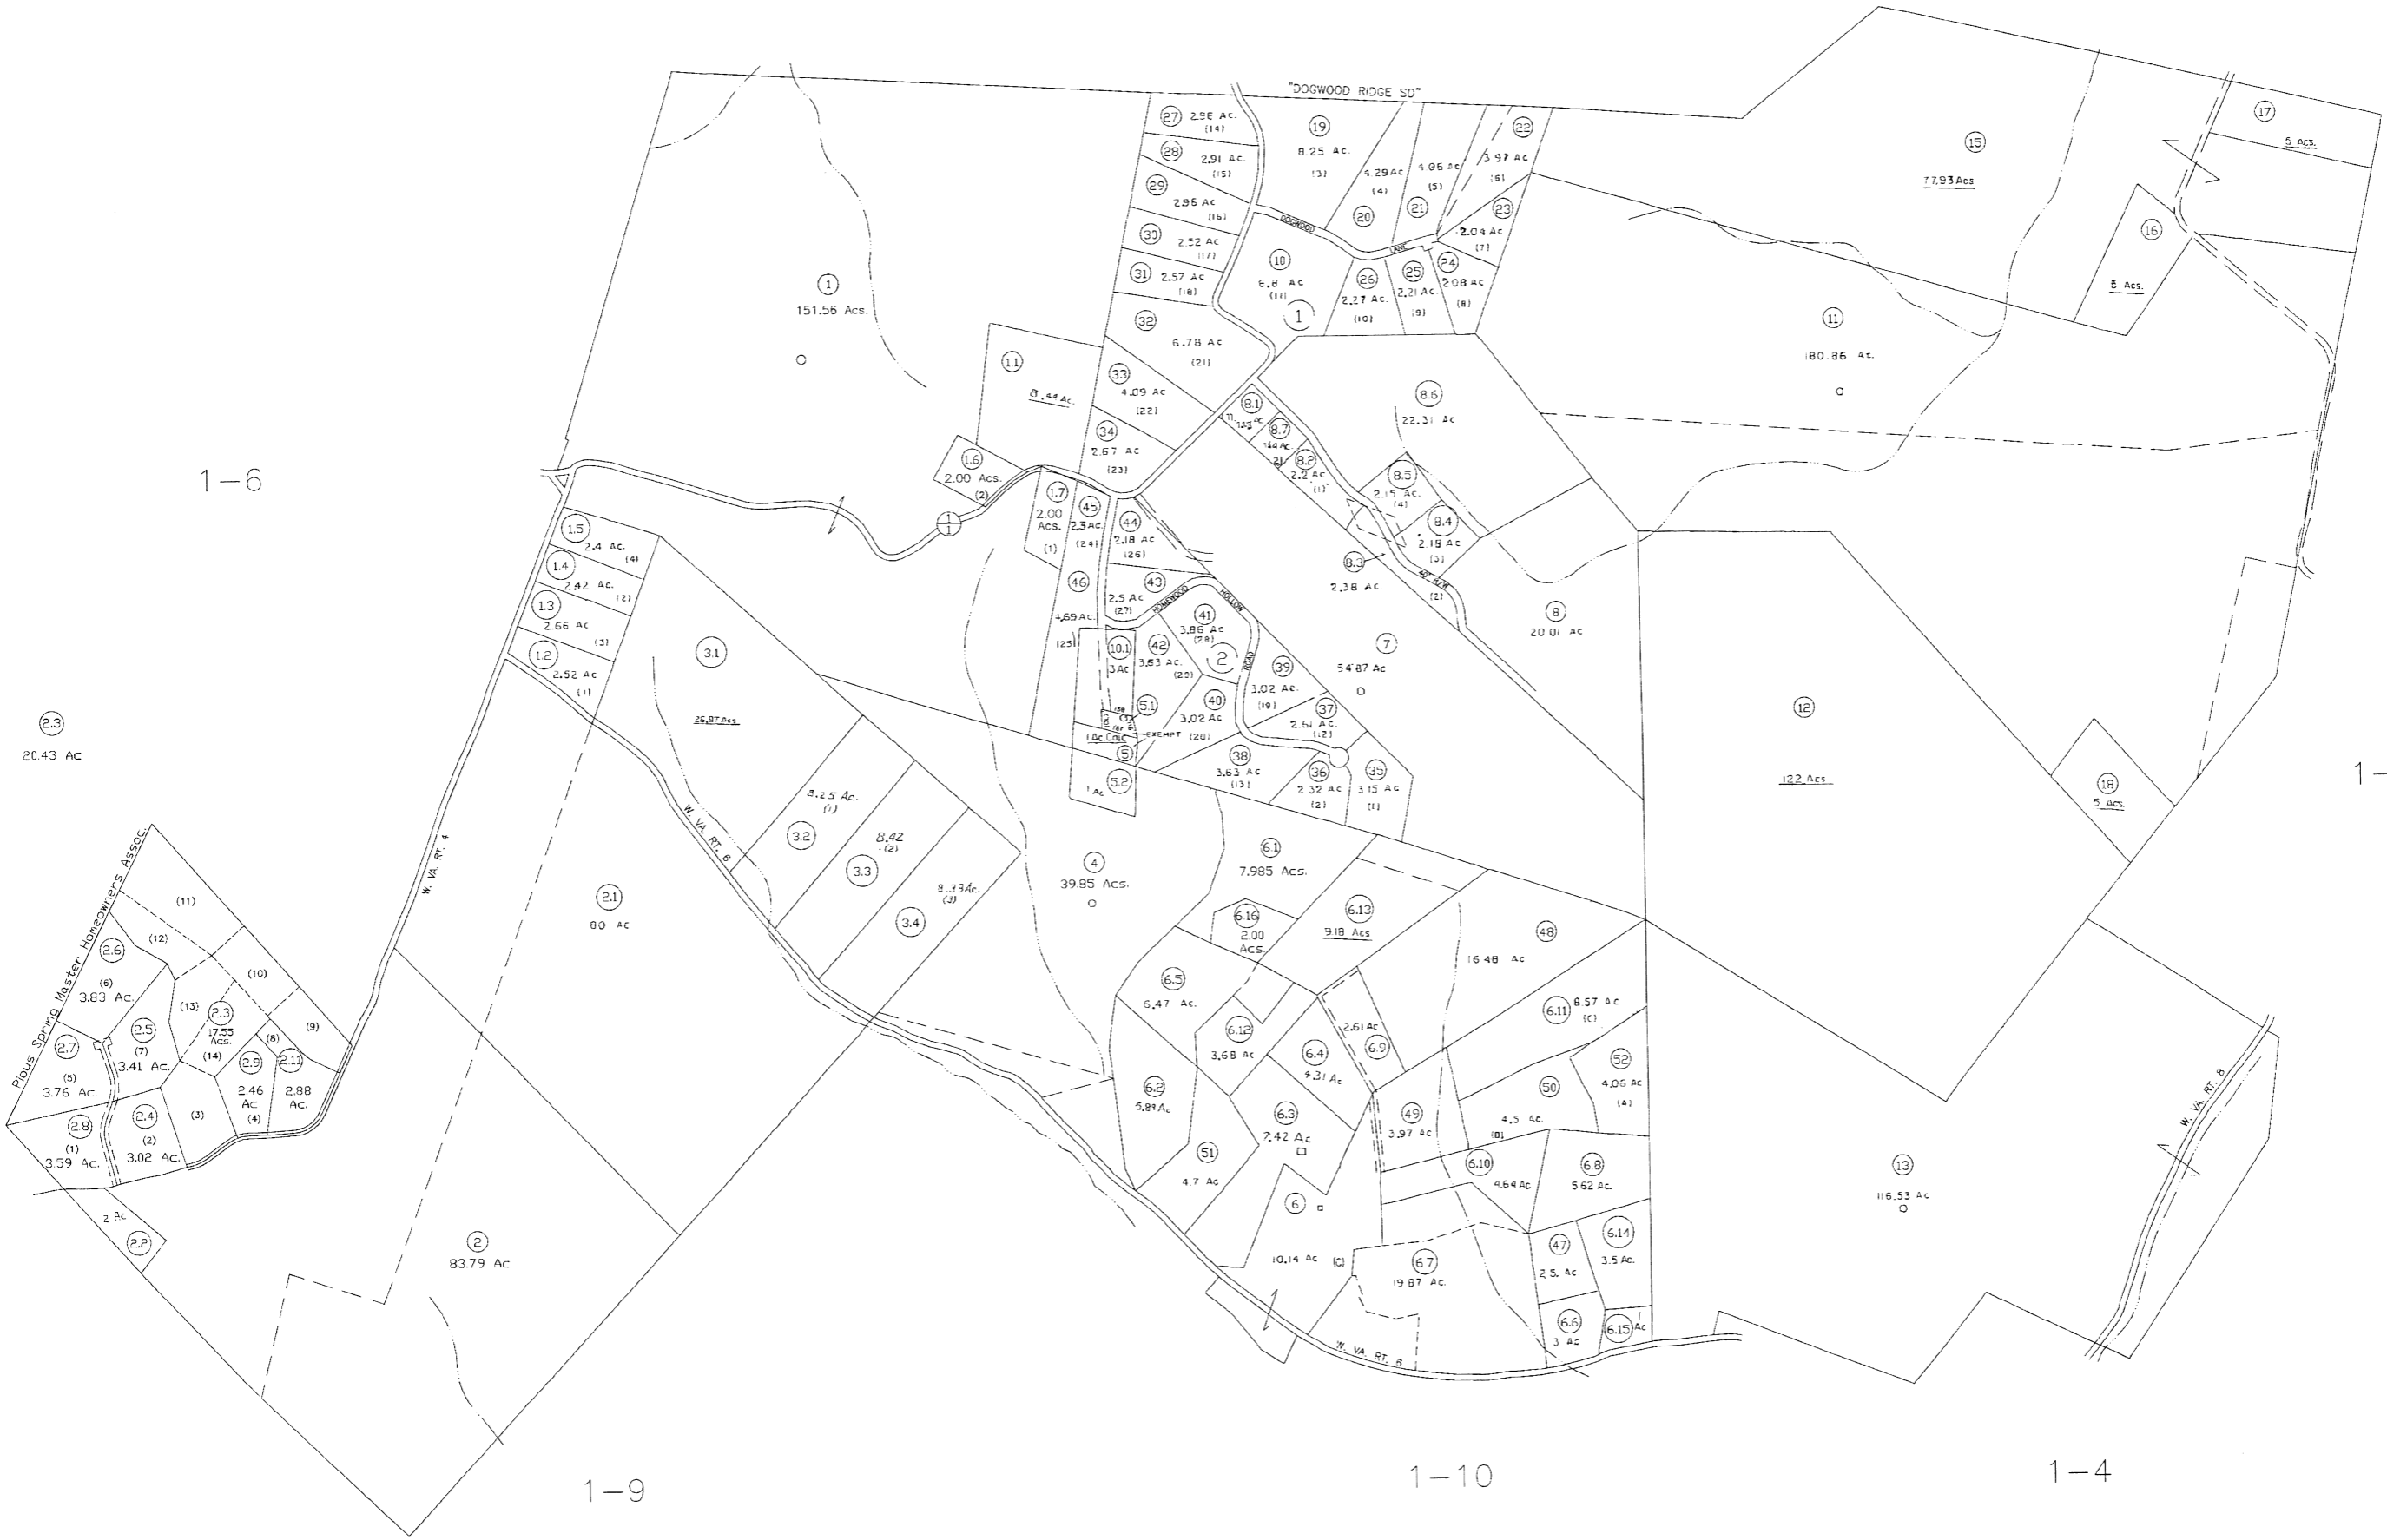 "DOGWOOD RIDGE SD"
27
2.96 Ac.
(14)
28
2.91 Ac.
(15)
29
2.95 Ac
(16)
30
2.52 Ac
(17)
31
2.57 Ac
(18)
32
6.78 Ac
(21)
33
4.09 Ac
(22)
34
2.67 Ac
(23)
19
8.25 Ac.
(3)
4.29 Ac
(4)
20
4.06 Ac
(5)
21
22
3.97 Ac
(6)
23
2.04 Ac
(7)
24
2.08 Ac
(8)
25
2.21 Ac.
(9)
26
2.27 Ac.
(10)
10
6.8 Ac
(11)
1
DOGWOOD
LANE
15
77.93 Acs
17
5 Acs.
16
8 Acs.
11
180.86 Ac.
1
151.56 Acs.
1.1
8.44 Ac.
1.6
2.00 Acs.
(2)
1.7
2.00
Acs.
(1)
1
1
45
2.3 Ac.
(24)
44
2.18 Ac
(26)
46
4.69 Ac.
(25)
43
2.5 Ac
(27)
HOMEWOOD
HOLLOW
ROAD
41
3.86 Ac
(28)
2
42
3.63 Ac.
(29)
10.1
3 Ac
5.1
EXEMPT
1 Ac. Calc
5
5.2
1 Ac
40
3.02 Ac
(20)
39
3.02 Ac.
(19)
37
2.61 Ac.
(12)
38
3.63 Ac
(13)
36
2.32 Ac
(2)
35
3.15 Ac
(1)
8.1
8.7
8.2
2.2 Ac
(1)
8.6
22.31 Ac
8.5
2.15 Ac.
(4)
8.4
2.18 Ac
(3)
8.3
2.38 Ac.
40' R/W
(2)
8
20.01 Ac
7
54.87 Ac
12
122 Acs
18
5 Acs.
1-6
1.5
2.4 Ac.
(4)
1.4
2.42 Ac.
(2)
1.3
2.66 Ac
(3)
1.2
2.52 Ac
(1)
3.1
26.97 Acs.
8.25 Ac.
(1)
3.2
8.42
(2)
3.3
8.33 Ac.
(3)
3.4
W. VA. RT. 6
W. VA. RT. 4
2.3
20.43 Ac
2.1
80 Ac
4
39.85 Acs.
Pious Spring Master Homeowners Assoc.
(11)
(12)
(10)
2.6
(6)
3.83 Ac.
(13)
2.3
17.55
Acs.
(9)
(8)
(14)
2.5
(7)
3.41 Ac.
2.7
(5)
3.76 Ac.
2.9
2.46
Ac
(4)
2.11
2.88
Ac.
2.4
(2)
3.02 Ac.
(3)
2.8
(1)
3.59 Ac.
2 Ac
2.2
2
83.79 Ac
6.1
7.985 Acs.
6.16
2.00
Acs.
6.13
9.18 Acs
6.5
6.47 Ac.
6.12
3.68 Ac
6.4
4.31 Ac
2.61 Ac
6.9
48
16.48 Ac
6.11
8.57 Ac
(C)
52
4.06 Ac
(A)
50
4.5 Ac.
(B)
49
3.97 Ac
6.2
5.89 Ac
6.3
7.42 Ac
51
4.7 Ac
6.10
4.64 Ac
6.8
5.62 Ac.
6
10.14 Ac
(C)
6.7
19.87 Ac.
47
2.5. Ac
6.14
3.5 Ac.
6.6
3 Ac
6.15
1
Ac
W. VA. RT. 6
13
116.53 Ac
W. VA. RT. 8
1-
1-9
1-10
1-4